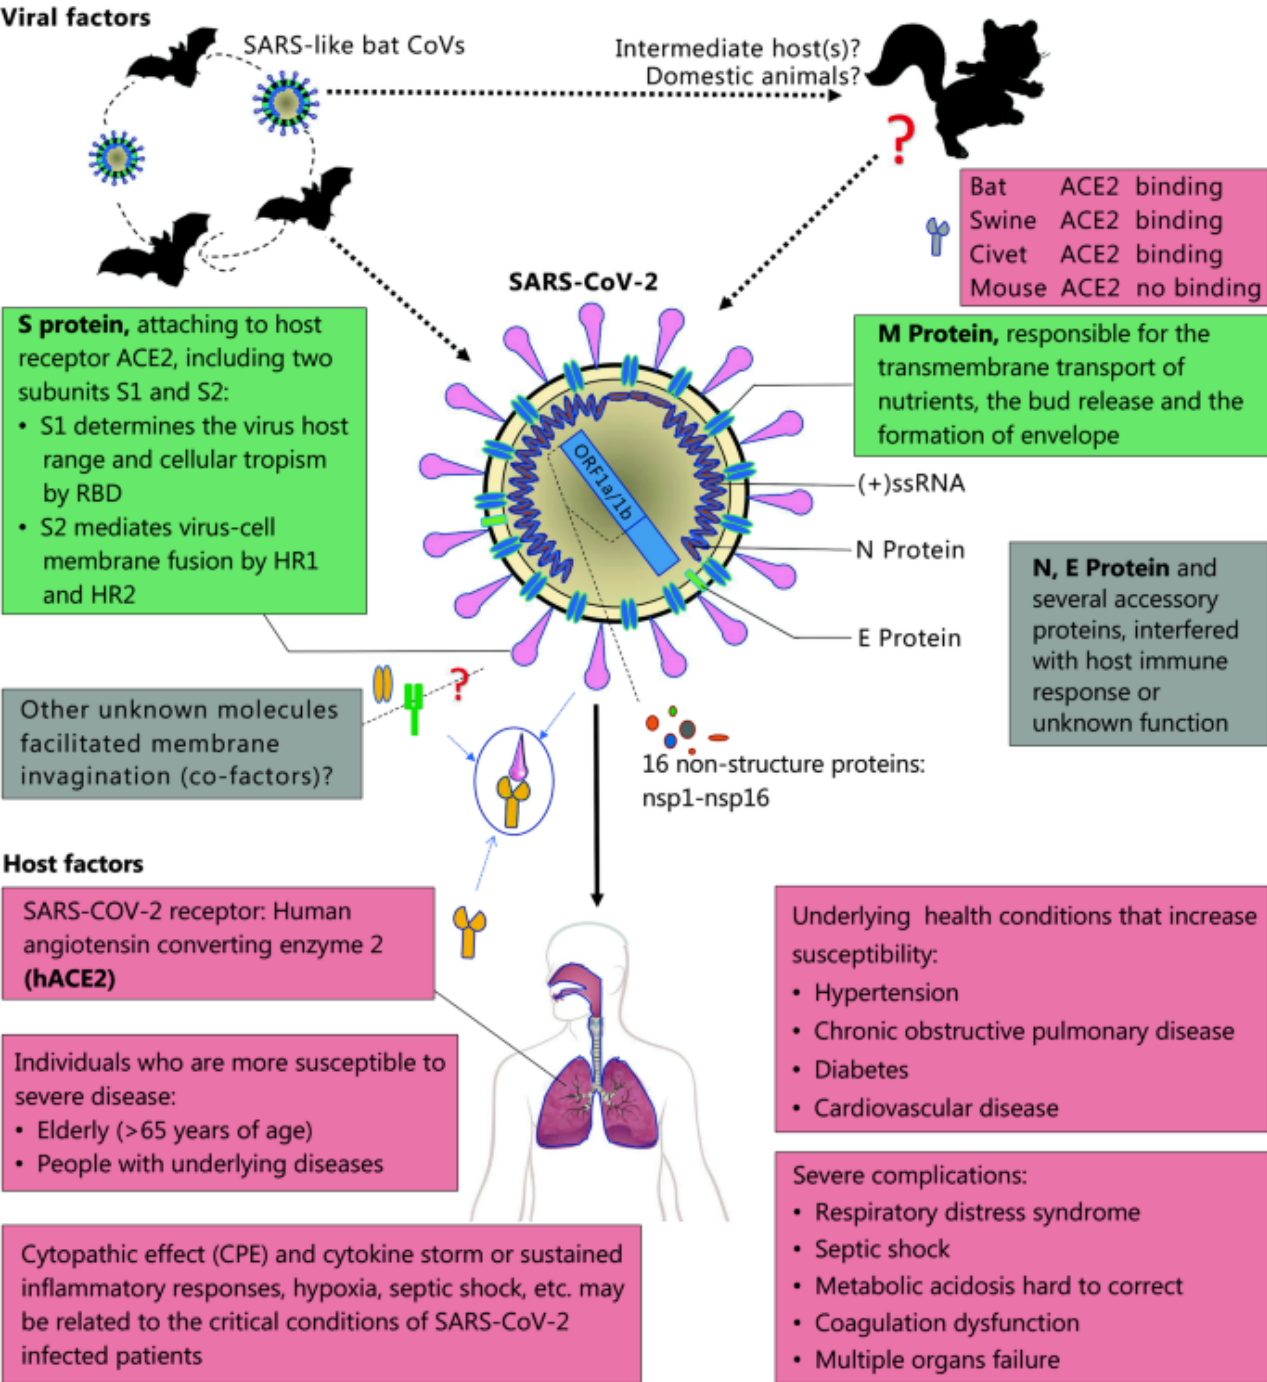 Viral factors
SARS-like bat CoVs
Intermediate host(s)?
Domestic animals?
?
Bat ACE2 binding
Swine ACE2 binding
Civet ACE2 binding
Mouse ACE2 no binding
SARS-CoV-2
S protein, attaching to host
receptor ACE2, including two
subunits S1 and S2:
• S1 determines the virus host
range and cellular tropism
by RBD
• S2 mediates virus-cell
membrane fusion by HR1
and HR2
M Protein, responsible for the
transmembrane transport of
nutrients, the bud release and the
formation of envelope
ORF1a/1b
(+)ssRNA
N Protein
E Protein
N, E Protein and
several accessory
proteins, interfered
with host immune
response or
unknown function
?
Other unknown molecules
facilitated membrane
invagination (co-factors)?
16 non-structure proteins:
nsp1-nsp16
Host factors
SARS-COV-2 receptor: Human
angiotensin converting enzyme 2
(hACE2)
Individuals who are more susceptible to
severe disease:
• Elderly (>65 years of age)
• People with underlying diseases
Cytopathic effect (CPE) and cytokine storm or sustained
inflammatory responses, hypoxia, septic shock, etc. may
be related to the critical conditions of SARS-CoV-2
infected patients
Underlying health conditions that increase
susceptibility:
• Hypertension
• Chronic obstructive pulmonary disease
• Diabetes
• Cardiovascular disease
Severe complications:
• Respiratory distress syndrome
• Septic shock
• Metabolic acidosis hard to correct
• Coagulation dysfunction
• Multiple organs failure